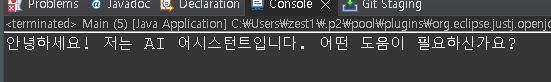 Problems Javadoc Declaration Console Git Staging
<terminated> Main (5) [Java Application] C:￦Users￦zest1￦.p2￦pool￦plugins￦org.eclipse.justj.openj
안녕하세요! 저는 AI 어시스턴트입니다. 어떤 도움이 필요하신가요?